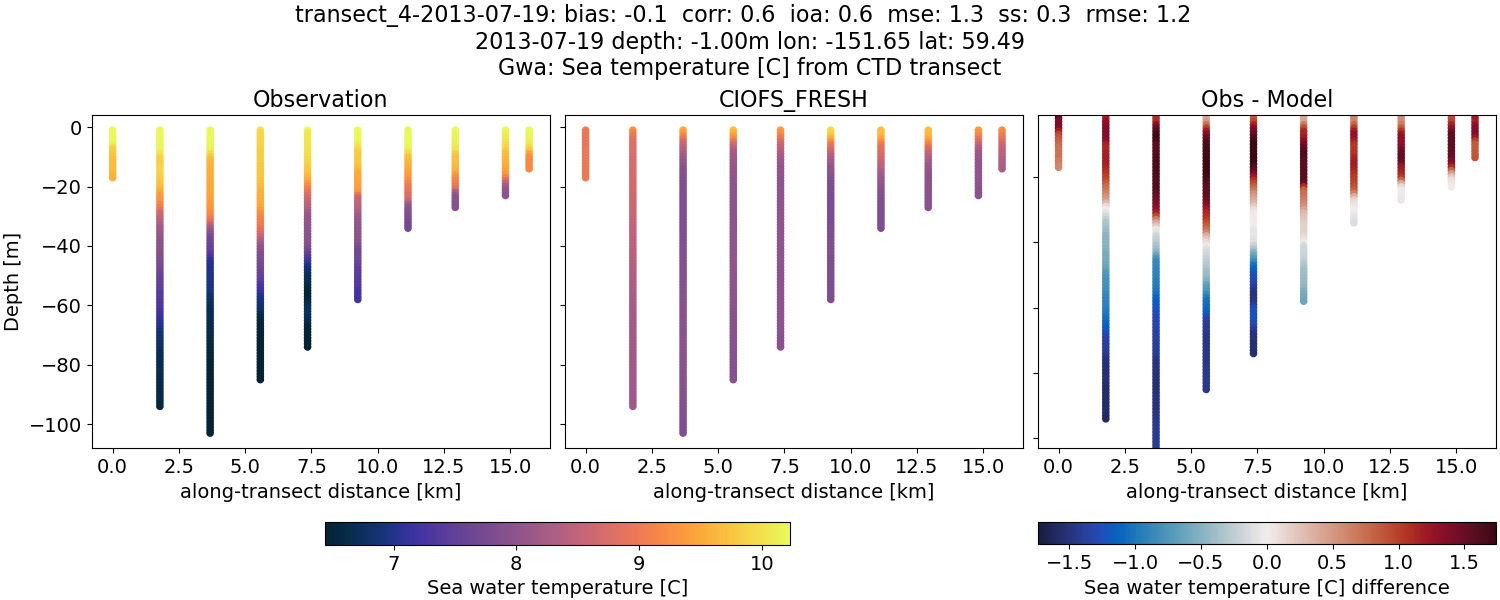 transect_4-2013-07-19: bias: -0.1  corr: 0.6  ioa: 0.6  mse: 1.3  ss: 0.3  rmse: 1.2
2013-07-19 depth: -1.00m lon: -151.65 lat: 59.49
Gwa: Sea temperature [C] from CTD transect
Observation
CIOFS_FRESH
Obs - Model
Depth [m]
0
−20
−40
−60
−80
−100
0.0 2.5 5.0 7.5 10.0 12.5 15.0
0.0 2.5 5.0 7.5 10.0 12.5 15.0
0.0 2.5 5.0 7.5 10.0 12.5 15.0
along-transect distance [km]
along-transect distance [km]
along-transect distance [km]
7 8 9 10
Sea water temperature [C]
−1.5 −1.0 −0.5 0.0 0.5 1.0 1.5
Sea water temperature [C] difference